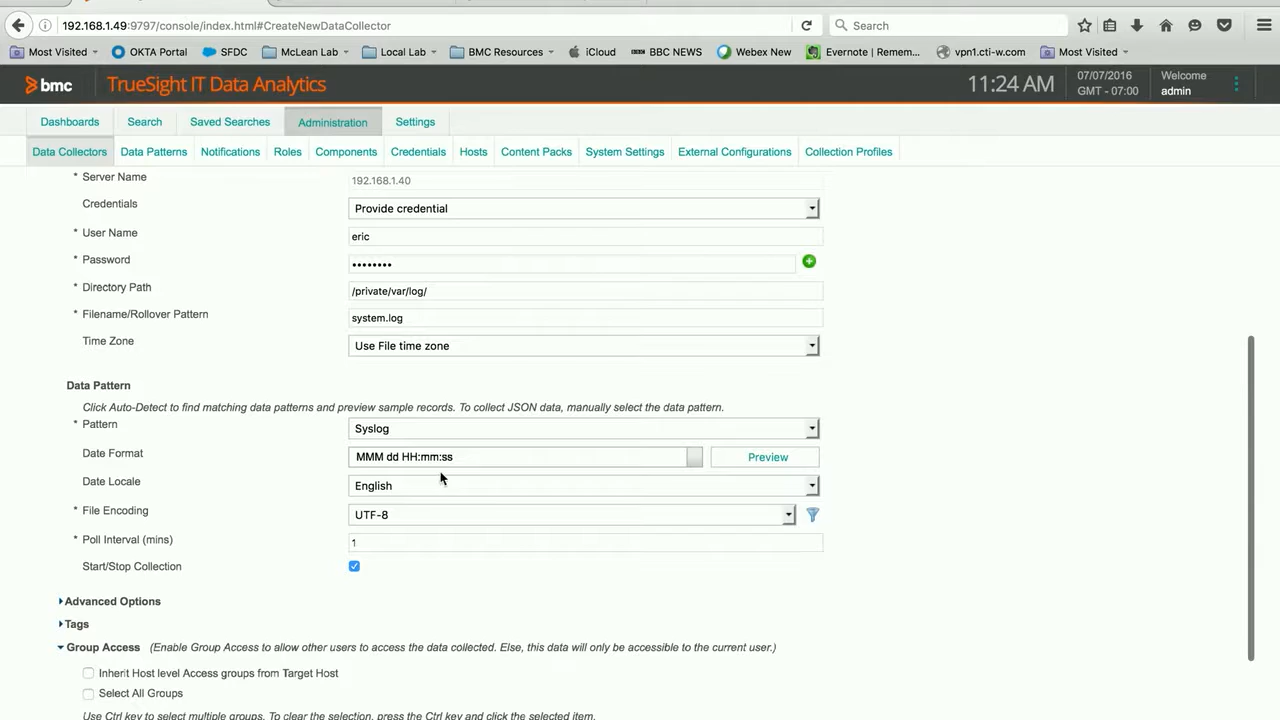 192.168.1.49:9797/console/index.html#CreateNewDataCollector
Search
Most Visited OKTA Portal SFDC McLean Lab Local Lab BMC Resources iCloud BBC NEWS Webex New Evernote | Remem... vpn1.cti-w.com Most Visited
bmc TrueSight IT Data Analytics 11:24 AM
07/07/2016
GMT - 07:00
Welcome
admin
Dashboards Search Saved Searches Administration Settings
Data Collectors Data Patterns Notifications Roles Components Credentials Hosts Content Packs System Settings External Configurations Collection Profiles
* Server Name 192.168.1.40
Credentials Provide credential
* User Name eric
* Password ••••••••
* Directory Path /private/var/log/
* Filename/Rollover Pattern system.log
Time Zone Use File time zone
Data Pattern
Click Auto-Detect to find matching data patterns and preview sample records. To collect JSON data, manually select the data pattern.
* Pattern Syslog
Date Format MMM dd HH:mm:ss Preview
Date Locale English
* File Encoding UTF-8
* Poll Interval (mins) 1
Start/Stop Collection
Advanced Options
Tags
Group Access (Enable Group Access to allow other users to access the data collected. Else, this data will only be accessible to the current user.)
Inherit Host level Access groups from Target Host
Select All Groups
Use Ctrl key to select multiple groups. To clear the selection, press the Ctrl key and click the selected item.